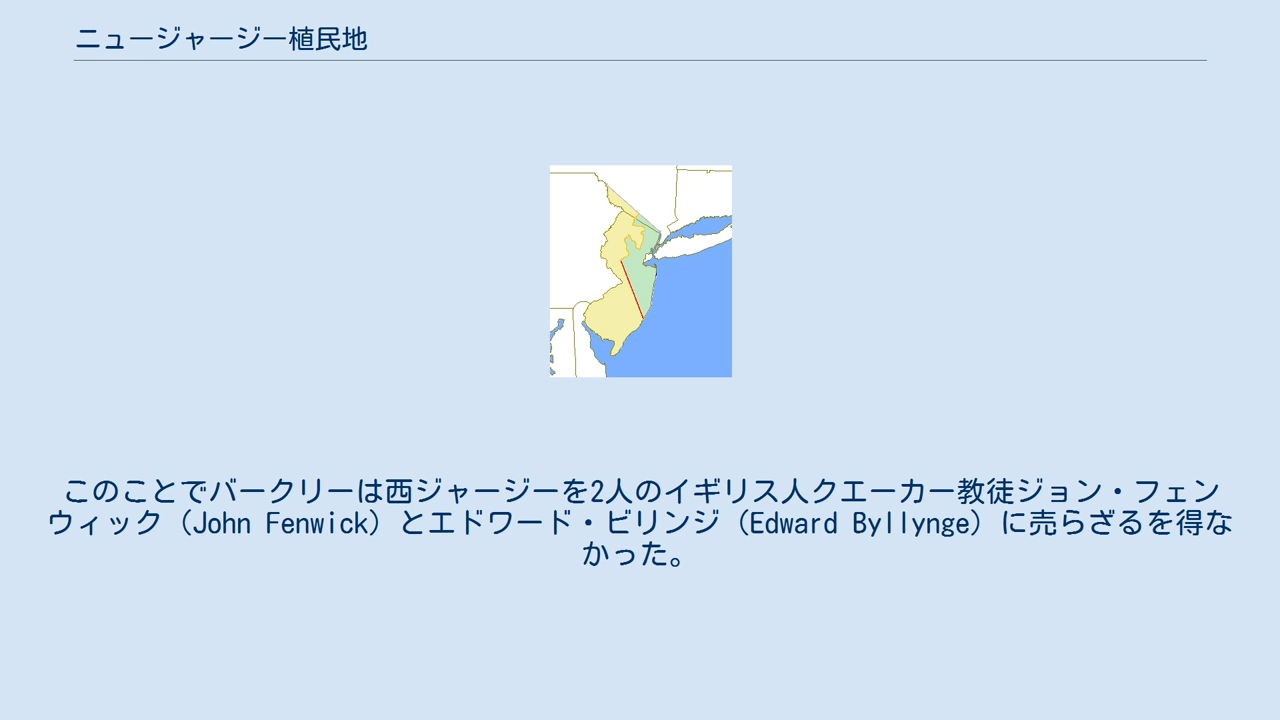 ニュージャージー植民地
このことでバークリーは西ジャージーを2人のイギリス人クエーカー教徒ジョン・フェン
ウィック（John Fenwick）とエドワード・ビリンジ（Edward Byllynge）に売らざるを得な
かった。